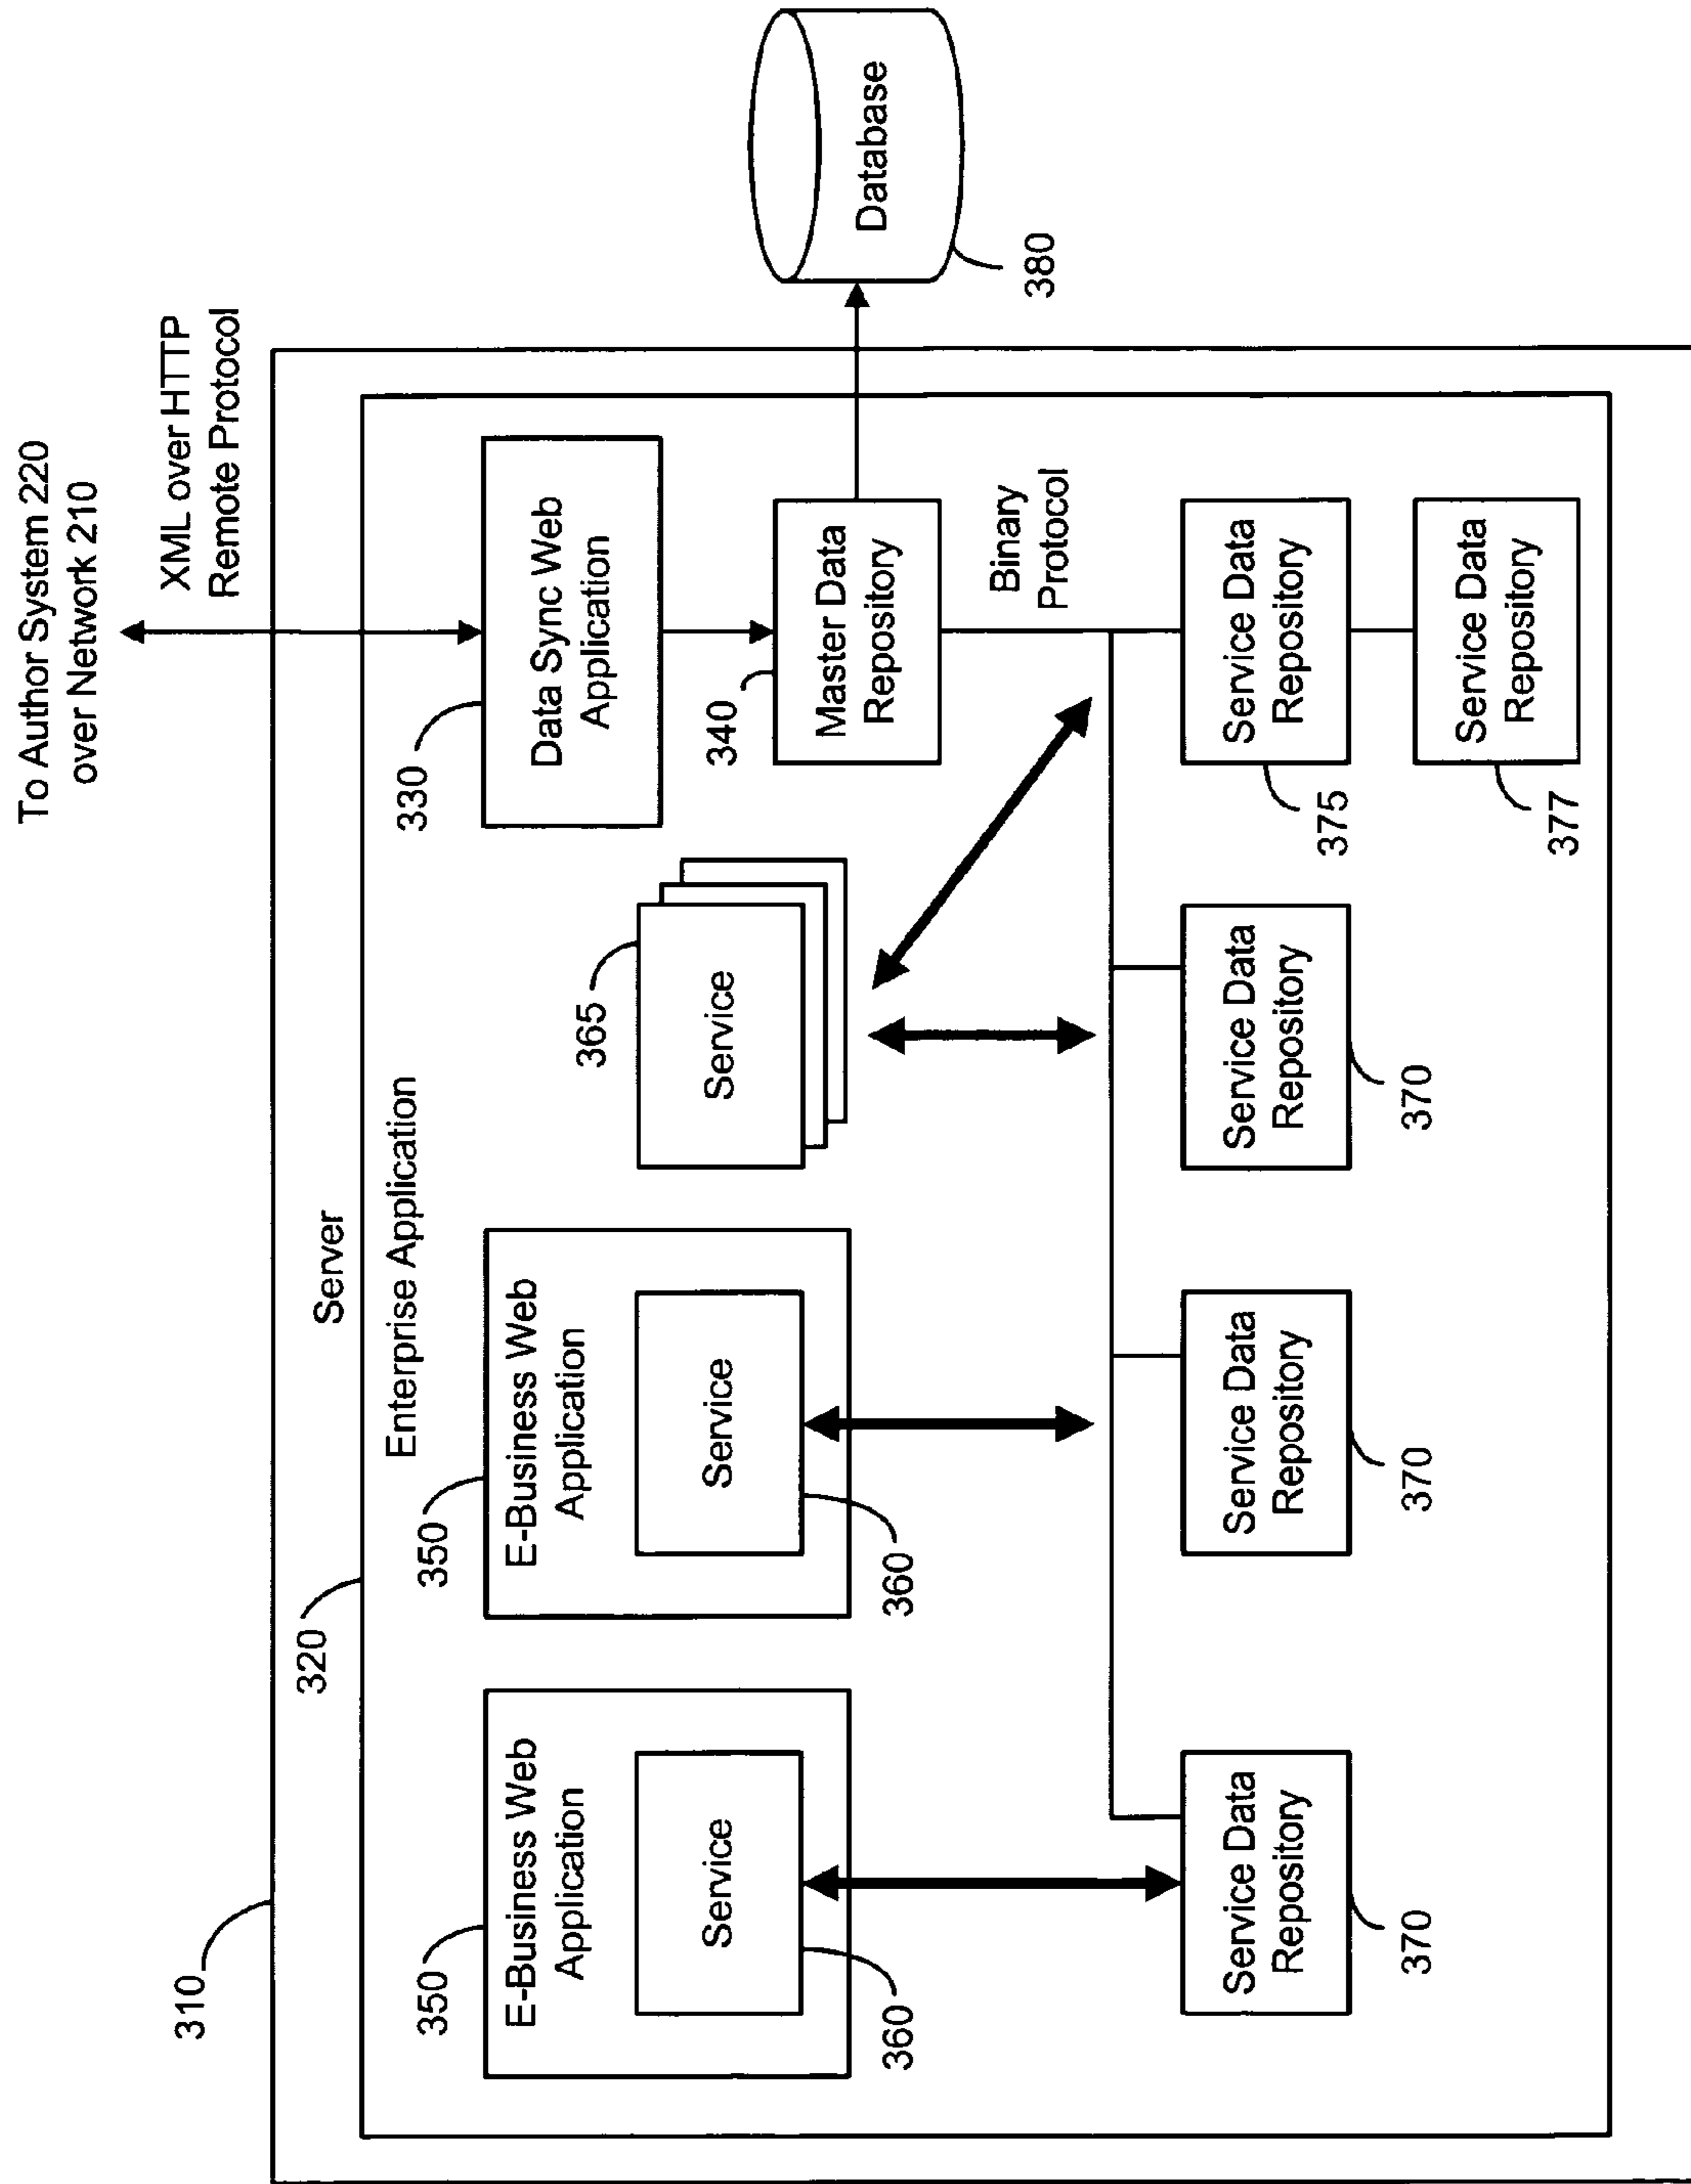 To Author System 220
over Network 210
XML over HTTP
Remote Protocol
310
Server
320
Enterprise Application
350
E-Business Web
Application
Service
360
350
E-Business Web
Application
Service
360
365
Service
330
Data Sync Web
Application
340
Master Data
Repository
Binary
Protocol
Database
380
Service Data
Repository
370
Service Data
Repository
370
Service Data
Repository
370
Service Data
Repository
375
Service Data
Repository
377